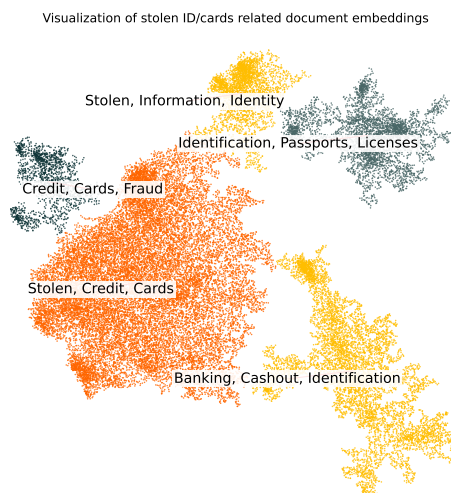 Visualization of stolen ID/cards related document embeddings
Stolen, Information, Identity
Identification, Passports, Licenses
Credit, Cards, Fraud
Stolen, Credit, Cards
Banking, Cashout, Identification